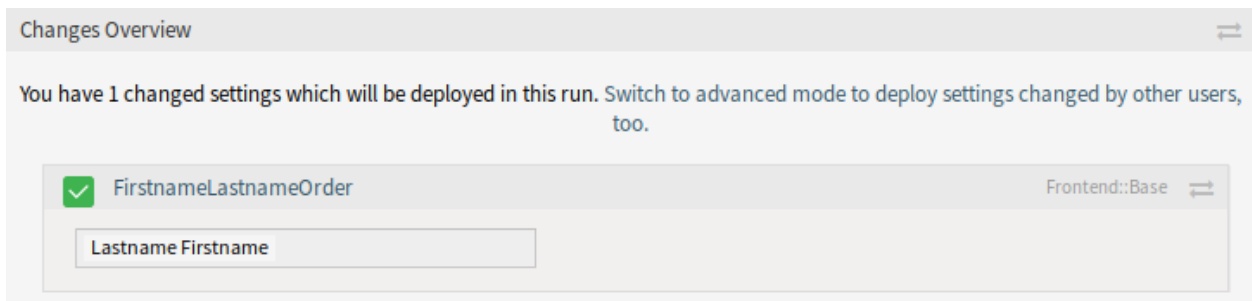 Changes Overview
You have 1 changed settings which will be deployed in this run. Switch to advanced mode to deploy settings changed by other users,
too.
FirstnameLastnameOrder Frontend::Base
Lastname Firstname